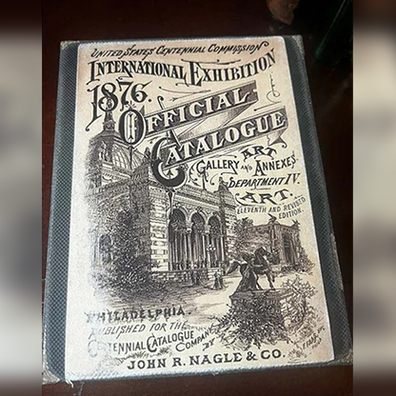 UNITED STATES CENTENNIAL COMMISSION
INTERNATIONAL EXHIBITION
1876.
OFFICIAL
CATALOGUE
ART
GALLERY AND ANNEXES.
DEPARTMENT IV.
ART.
ELEVENTH AND REVISED
EDITION.
PHILADELPHIA.
PUBLISHED FOR THE
CENTENNIAL CATALOGUE
COMPANY BY
JOHN R. NAGLE & CO.